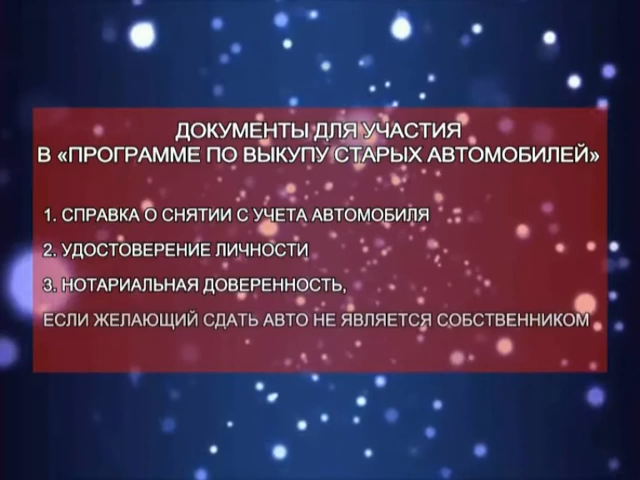 ДОКУМЕНТЫ ДЛЯ УЧАСТИЯ
В «ПРОГРАММЕ ПО ВЫКУПУ СТАРЫХ АВТОМОБИЛЕЙ»
1. СПРАВКА О СНЯТИИ С УЧЕТА АВТОМОБИЛЯ
2. УДОСТОВЕРЕНИЕ ЛИЧНОСТИ
3. НОТАРИАЛЬНАЯ ДОВЕРЕННОСТЬ,
ЕСЛИ ЖЕЛАЮЩИЙ СДАТЬ АВТО НЕ ЯВЛЯЕТСЯ СОБСТВЕННИКОМ